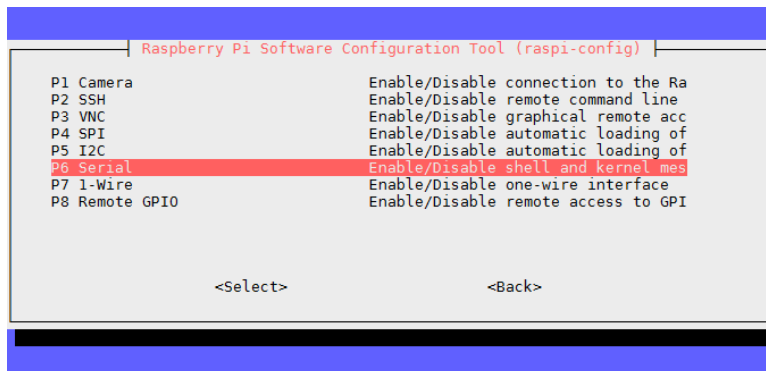 Raspberry Pi Software Configuration Tool (raspi-config)
P1 Camera Enable/Disable connection to the Ra
P2 SSH Enable/Disable remote command line
P3 VNC Enable/Disable graphical remote acc
P4 SPI Enable/Disable automatic loading of
P5 I2C Enable/Disable automatic loading of
P6 Serial Enable/Disable shell and kernel mes
P7 1-Wire Enable/Disable one-wire interface
P8 Remote GPIO Enable/Disable remote access to GPI
<Select> <Back>